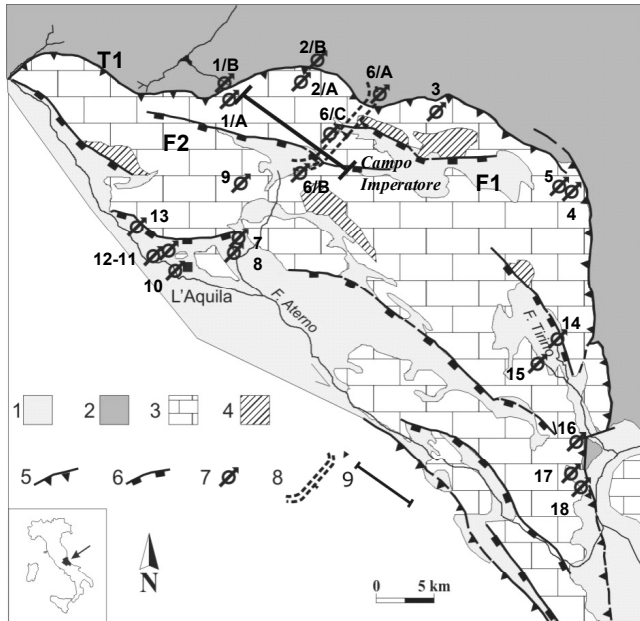 T1
1/B
2/B
2/A
6/A
3
1/A
6/C
F2
Campo
Imperatore
F1
9
6/B
5
4
13
7
12-11
8
10
L'Aquila
F. Aterno
F. Tirino
14
15
16
17
18
1
2
3
4
5
6
7
8
9
N
0 5 km